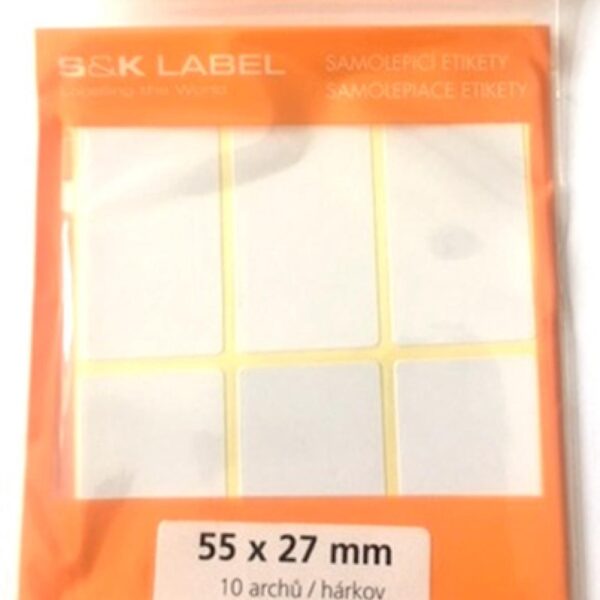 S&K LABEL
Labelling the World
SAMOLEPICÍ ETIKETY
SAMOLEPIACE ETIKETY
55 x 27 mm
10 archů / hárkov